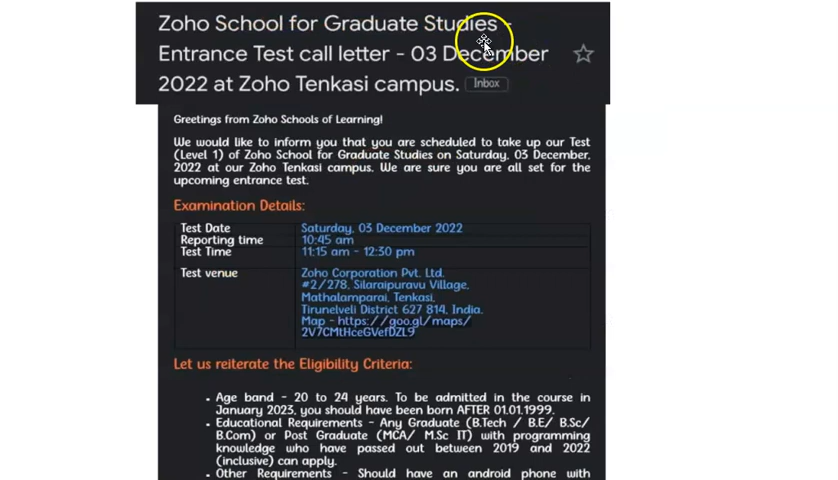 Zoho School for Graduate Studies -
Entrance Test call letter - 03 December
2022 at Zoho Tenkasi campus. Inbox
Greetings from Zoho Schools of Learning!
We would like to inform you that you are scheduled to take up our Test
(Level 1) of Zoho School for Graduate Studies on Saturday, 03 December,
2022 at our Zoho Tenkasi campus. We are sure you are all set for the
upcoming entrance test.
Examination Details:
Test Date Saturday, 03 December 2022
Reporting time 10:45 am
Test Time 11:15 am - 12:30 pm
Test venue Zoho Corporation Pvt. Ltd.
#2/278, Silaraipuravu Village,
Mathalamparai, Tenkasi,
Tirunelveli District 627 814, India.
Map - https://goo.gl/maps/
2V7CMtHceGVefDZL9
Let us reiterate the Eligibility Criteria:
• Age band - 20 to 24 years. To be admitted in the course in
January 2023, you should have been born AFTER 01.01.1999.
• Educational Requirements - Any Graduate (B.Tech / B.E/ B.Sc/
B.Com) or Post Graduate (MCA/ M.Sc IT) with programming
knowledge who have passed out between 2019 and 2022
(inclusive) can apply.
• Other Requirements - Should have an android phone with